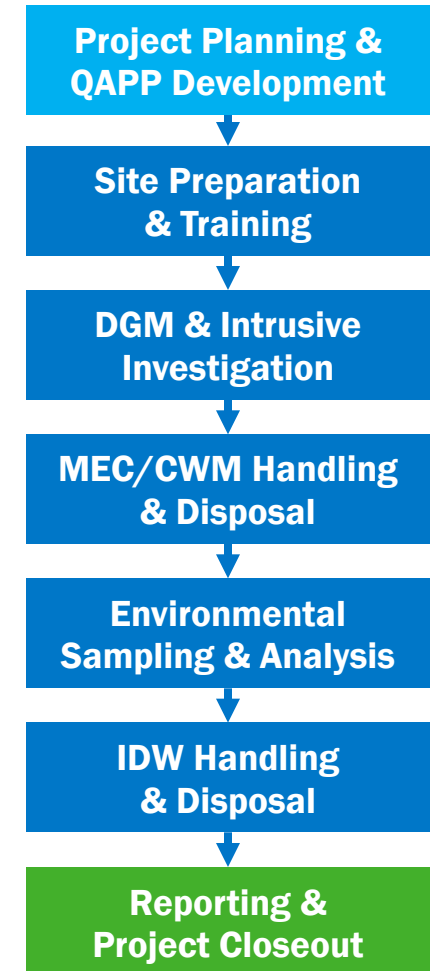 Project Planning &
QAPP Development
Site Preparation
& Training
DGM & Intrusive
Investigation
MEC/CWM Handling
& Disposal
Environmental
Sampling & Analysis
IDW Handling
& Disposal
Reporting &
Project Closeout